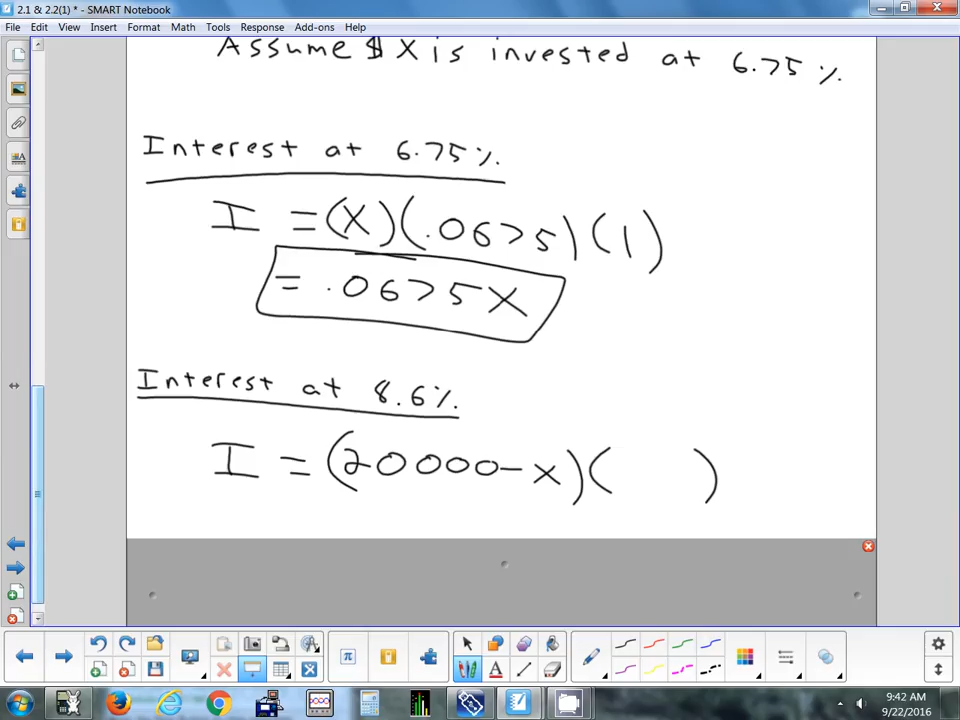 2.1 & 2.2(1) * - SMART Notebook
File Edit View Insert Format Math Tools Response Add-ons Help
Assume $ X is invested at 6.75 %
Interest at 6.75%.
I = (X)(.0675)(1)
= .0675X
Interest at 8.6%.
I = (20000-x)( )
9:42 AM
9/22/2016